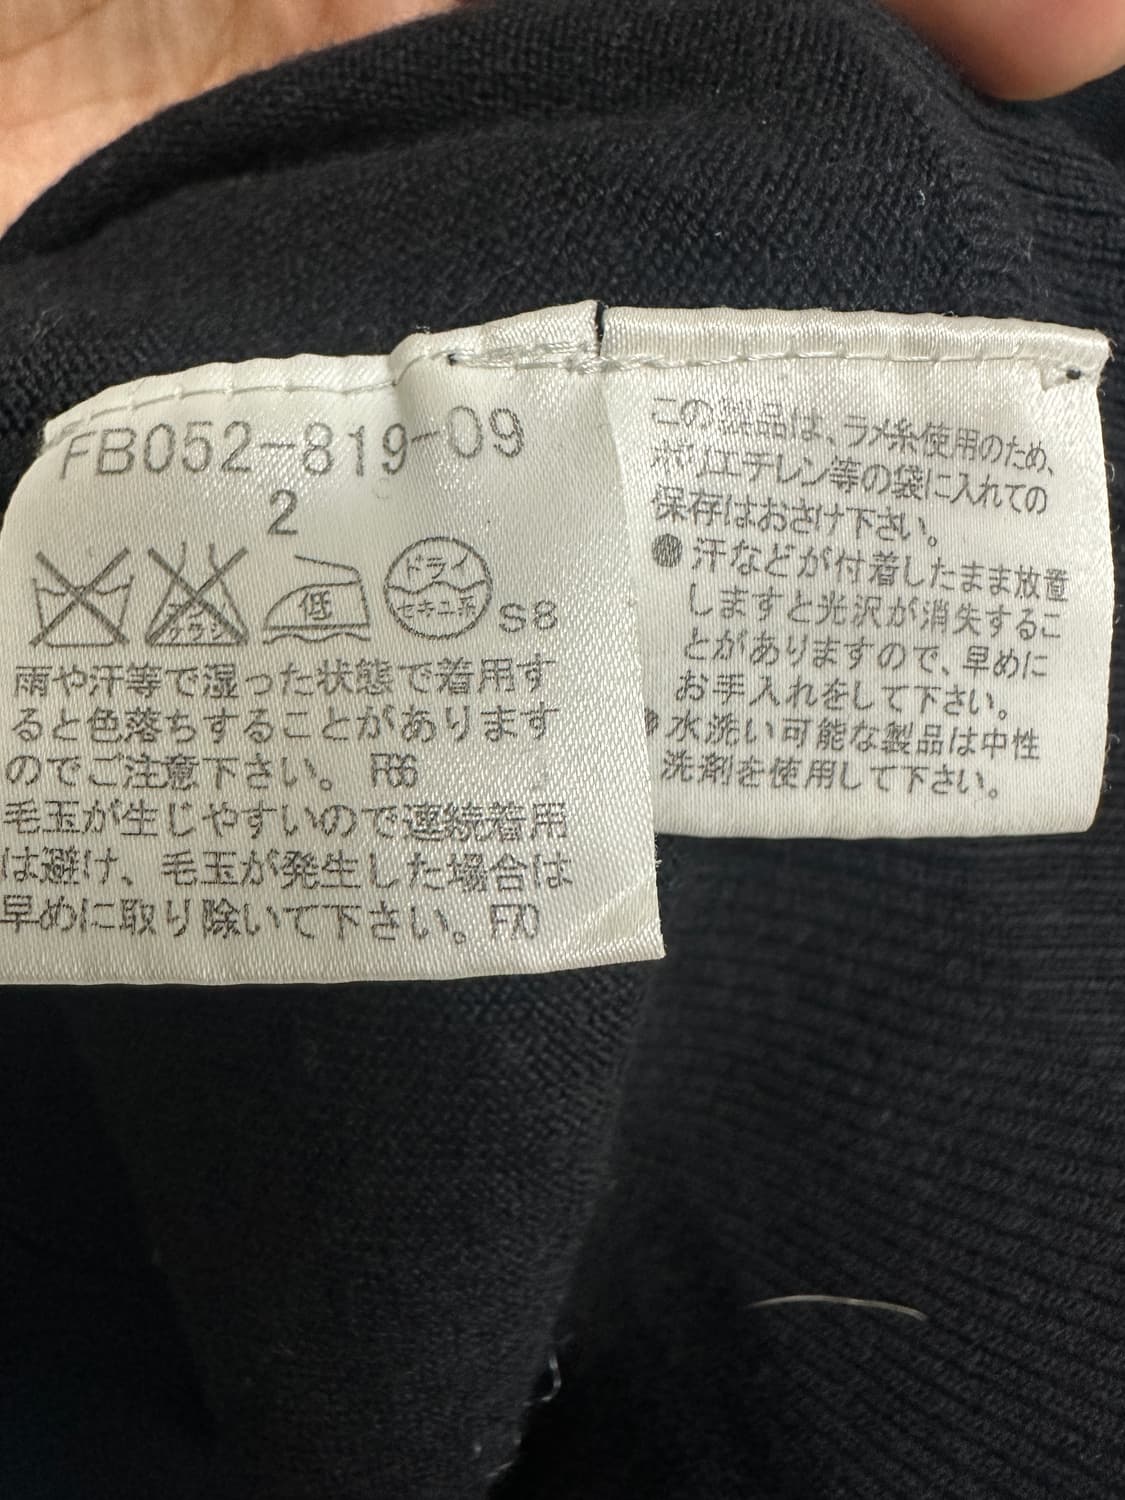 FB052-819-09
2
エンソ
サラシ
低
ドライ
セキユ系
S8
雨や汗等で湿った状態で着用す
ると色落ちすることがあります
のでご注意下さい。 F66
毛玉が生じやすいので連続着用
は避け、毛玉が発生した場合は
早めに取り除いて下さい。F70
この製品は、ラメ糸使用のため、
ポリエチレン等の袋に入れての
保存はおさけ下さい。
●汗などが付着したまま放置
しますと光沢が消失するこ
とがありますので、早めに
お手入れをして下さい。
●水洗い可能な製品は中性
洗剤を使用して下さい。